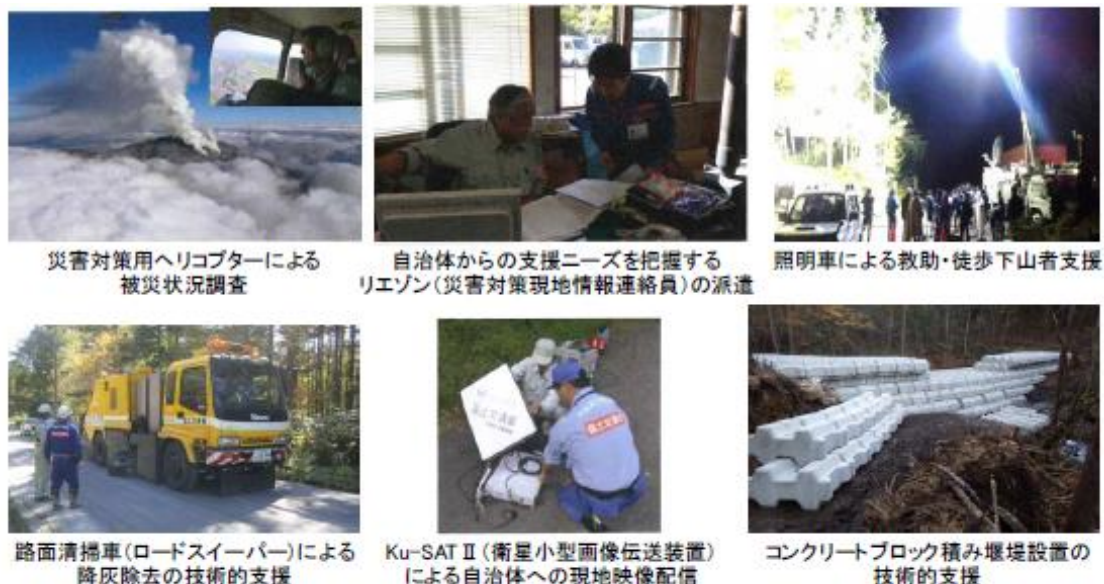 災害対策用ヘリコプターによる
被災状況調査
自治体からの支援ニーズを把握する
リエゾン(災害対策現地情報連絡員)の派遣
照明車による救助・徒歩下山者支援
路面清掃車(ロードスイーパー)による
降灰除去の技術的支援
Ku-SATⅡ(衛星小型画像伝送装置)
による自治体への現地映像配信
コンクリートブロック積み堰堤設置の
技術的支援